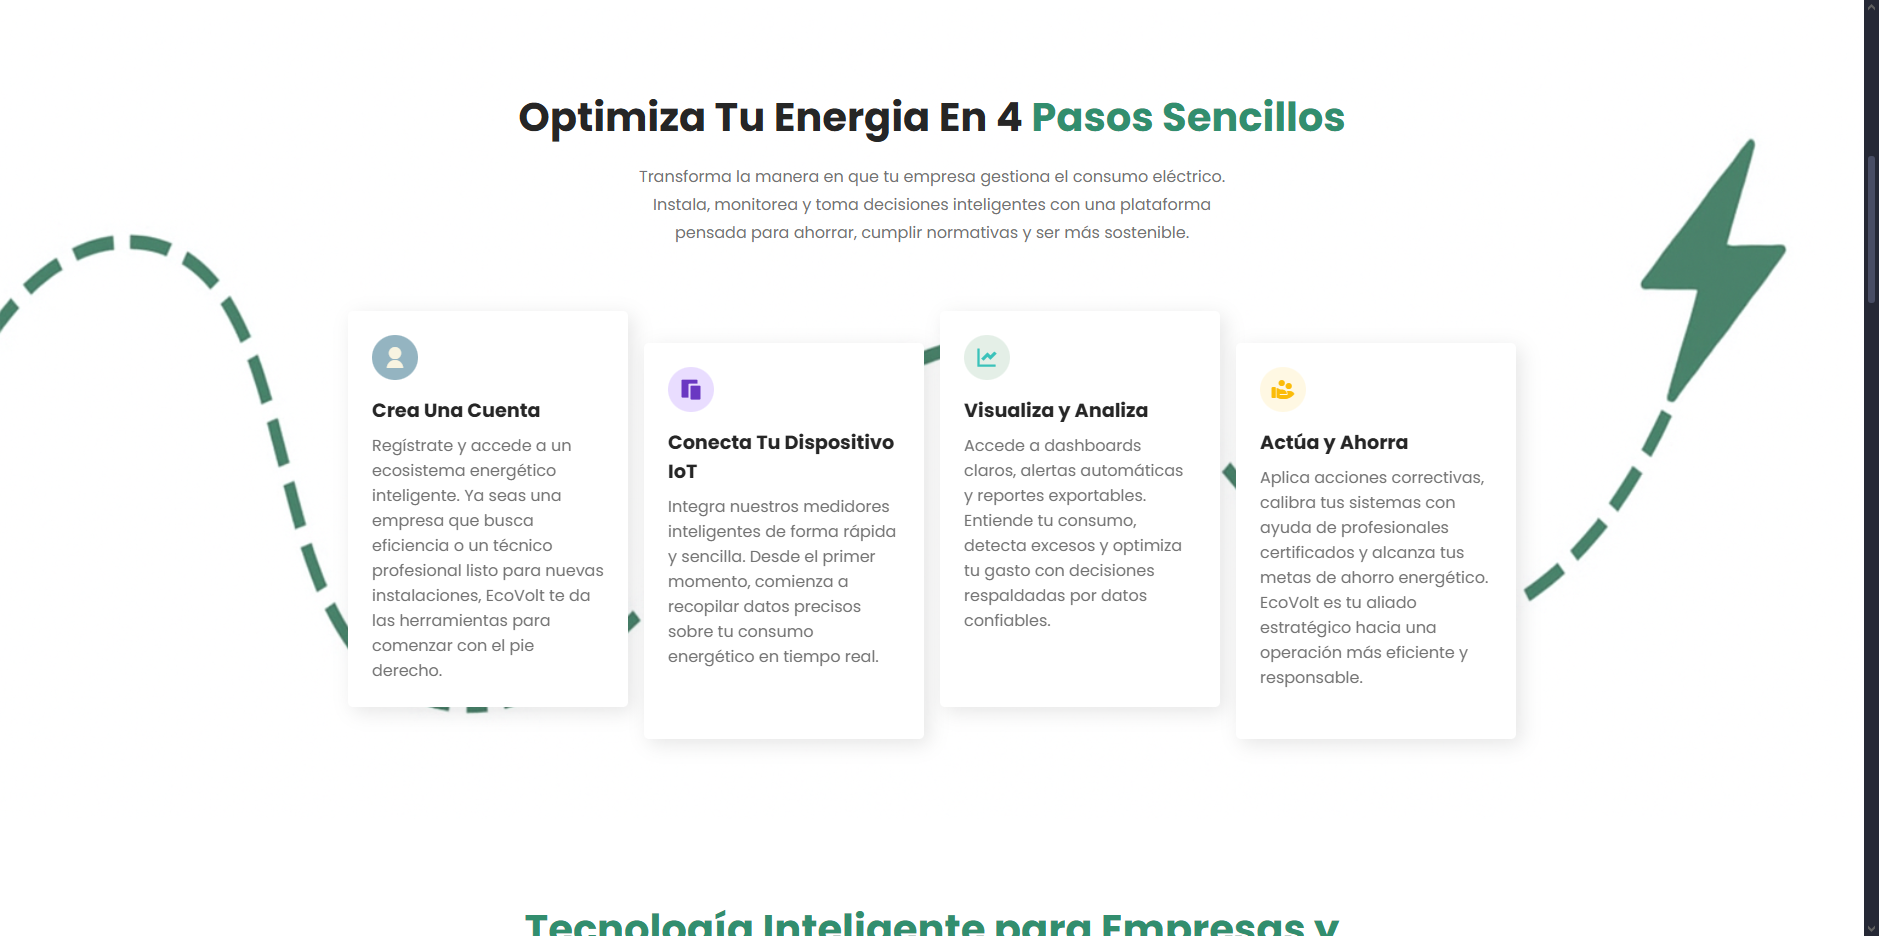 Optimiza Tu Energia En 4 Pasos Sencillos
Transforma la manera en que tu empresa gestiona el consumo eléctrico.
Instala, monitorea y toma decisiones inteligentes con una plataforma
pensada para ahorrar, cumplir normativas y ser más sostenible.
Crea Una Cuenta
Regístrate y accede a un
ecosistema energético
inteligente. Ya seas una
empresa que busca
eficiencia o un técnico
profesional listo para nuevas
instalaciones, EcoVolt te da
las herramientas para
comenzar con el pie
derecho.
Conecta Tu Dispositivo
IoT
Integra nuestros medidores
inteligentes de forma rápida
y sencilla. Desde el primer
momento, comienza a
recopilar datos precisos
sobre tu consumo
energético en tiempo real.
Visualiza y Analiza
Accede a dashboards
claros, alertas automáticas
y reportes exportables.
Entiende tu consumo,
detecta excesos y optimiza
tu gasto con decisiones
respaldadas por datos
confiables.
Actúa y Ahorra
Aplica acciones correctivas,
calibra tus sistemas con
ayuda de profesionales
certificados y alcanza tus
metas de ahorro energético.
EcoVolt es tu aliado
estratégico hacia una
operación más eficiente y
responsable.
Tecnología Inteligente para Empresas y